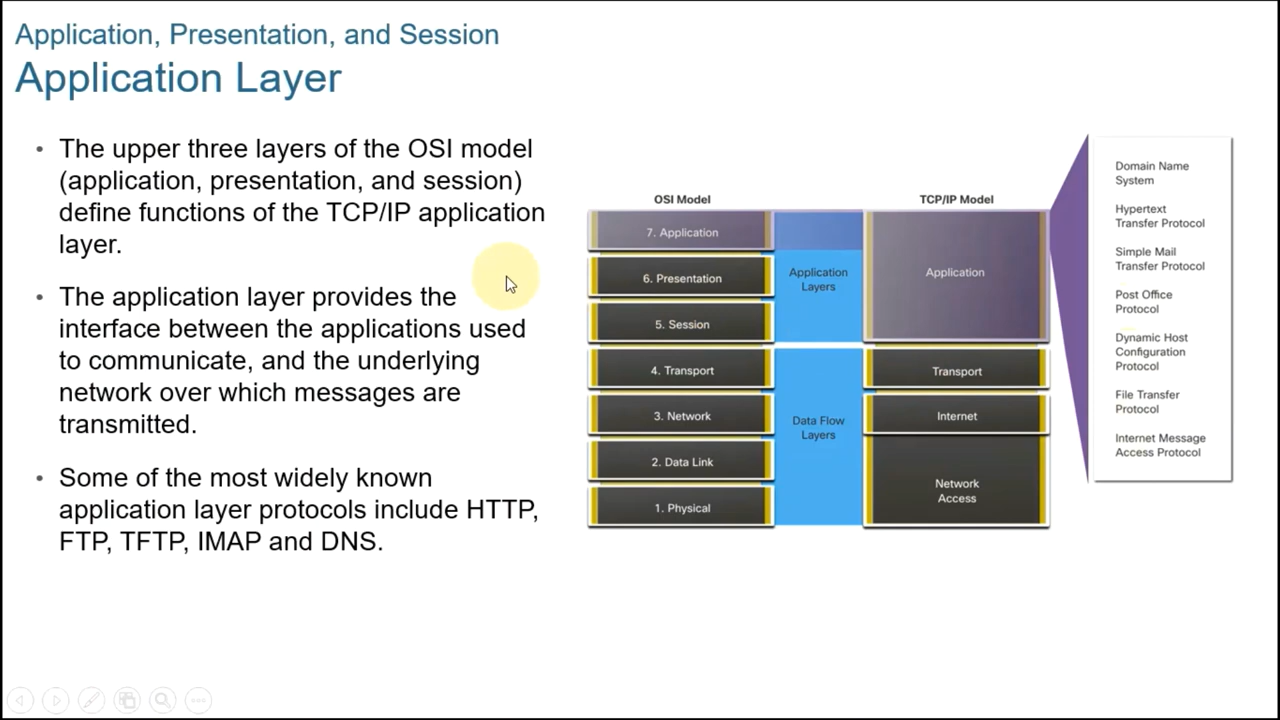 Application, Presentation, and Session
Application Layer
• The upper three layers of the OSI model
(application, presentation, and session)
define functions of the TCP/IP application
layer.
• The application layer provides the
interface between the applications used
to communicate, and the underlying
network over which messages are
transmitted.
• Some of the most widely known
application layer protocols include HTTP,
FTP, TFTP, IMAP and DNS.
OSI Model
7. Application
6. Presentation
5. Session
4. Transport
3. Network
2. Data Link
1. Physical
Application
Layers
Data Flow
Layers
TCP/IP Model
Application
Transport
Internet
Network
Access
Domain Name
System
Hypertext
Transfer Protocol
Simple Mail
Transfer Protocol
Post Office
Protocol
Dynamic Host
Configuration
Protocol
File Transfer
Protocol
Internet Message
Access Protocol